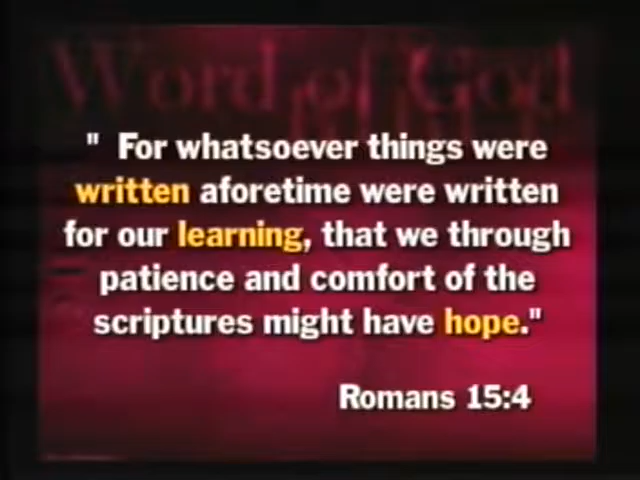 Word of God
" For whatsoever things were
written aforetime were written
for our learning, that we through
patience and comfort of the
scriptures might have hope."
Romans 15:4